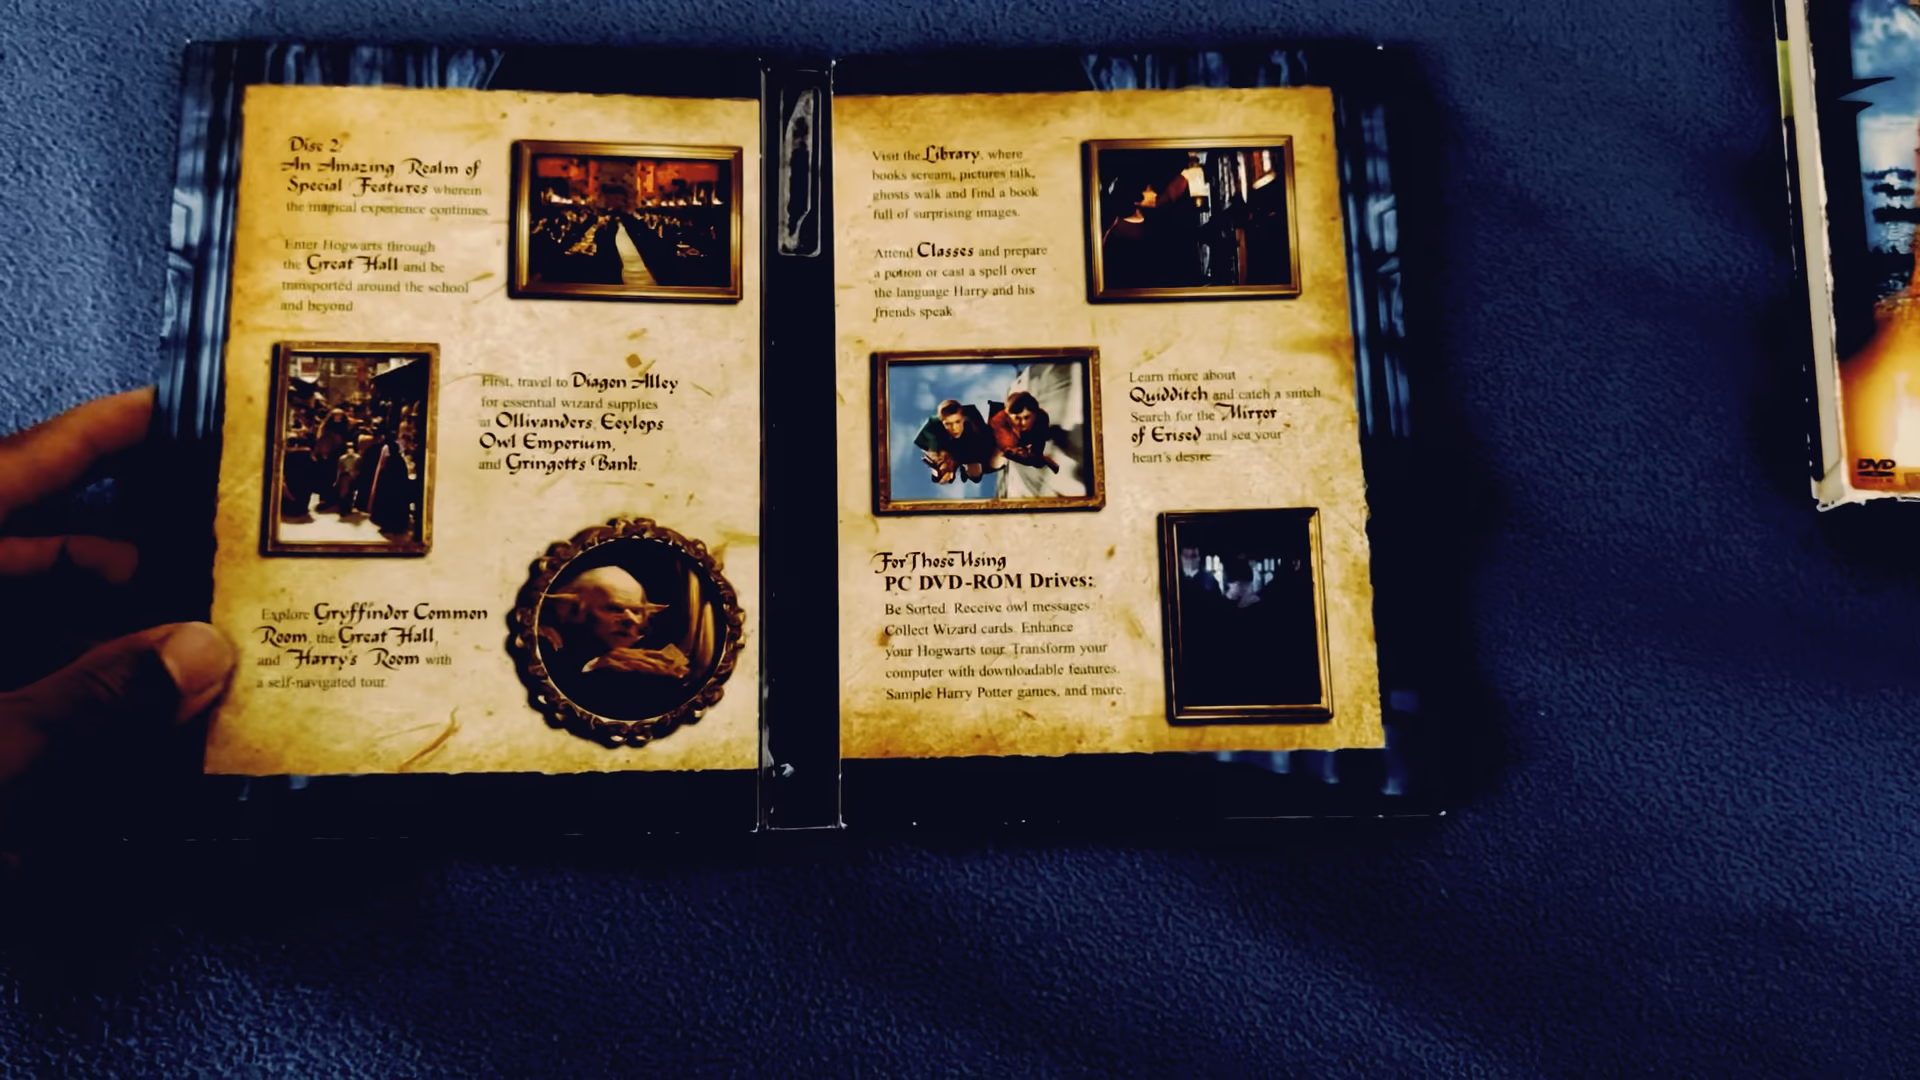 Disc 2:
An Amazing Realm of
Special Features wherein
the magical experience continues.
Enter Hogwarts through
the Great Hall and be
transported around the school
and beyond
First, travel to Diagon Alley
for essential wizard supplies
at Ollivanders, Eeylops
Owl Emporium,
and Gringotts Bank.
Explore Gryffindor Common
Room, the Great Hall,
and Harry's Room with
a self-navigated tour.
Visit the Library, where
books scream, pictures talk,
ghosts walk and find a book
full of surprising images.
Attend Classes and prepare
a potion or cast a spell over
the language Harry and his
friends speak
Learn more about
Quidditch and catch a snitch.
Search for the Mirror
of Erised and see your
heart's desire
For Those Using
PC DVD-ROM Drives:
Be Sorted. Receive owl messages.
Collect Wizard cards. Enhance
your Hogwarts tour. Transform your
computer with downloadable features.
Sample Harry Potter games, and more.
DVD